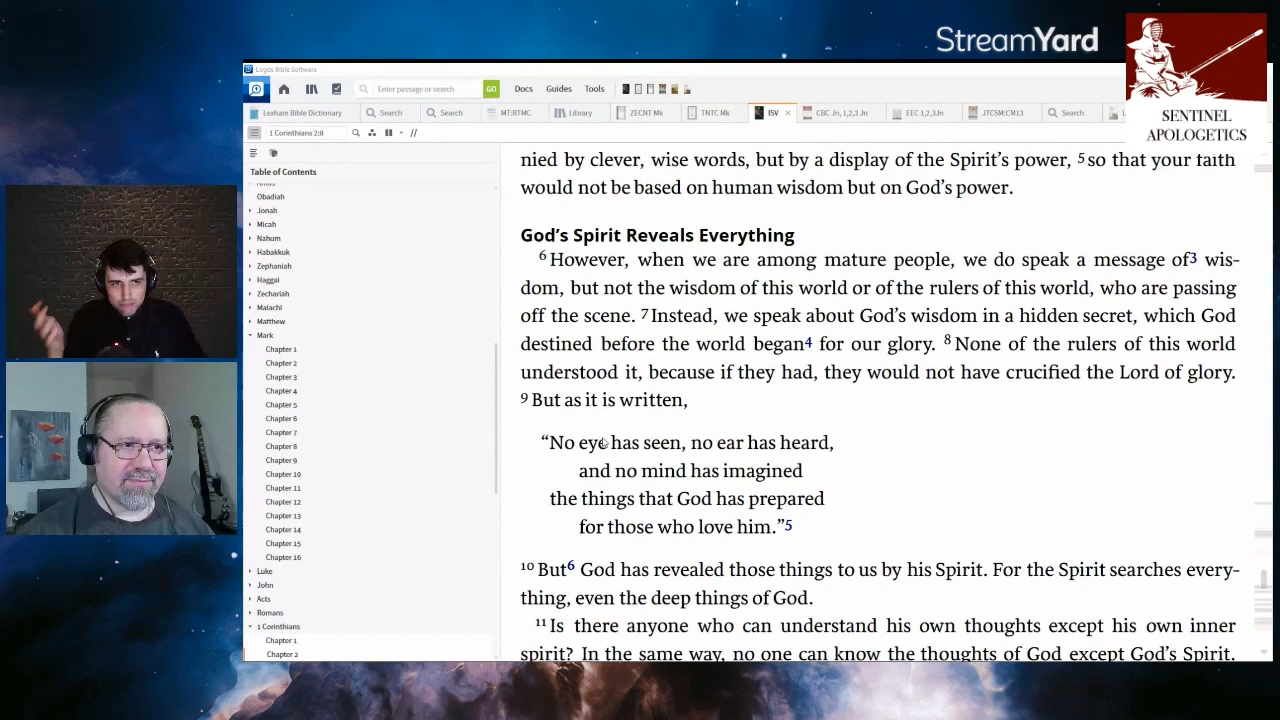 StreamYard
SENTINEL
APOLOGETICS
Logos Bible Software
Enter passage or search GO Docs Guides Tools
Lexham Bible Dictionary Search Search MT:RTMC Library ZECNT Mk TNTC Mk ISV CBC Jn, 1,2,3 Jn EEC 1,2,3Jn JTCSM:CM13 Search
1 Corinthians 2:8
Table of Contents
Obadiah
Jonah
Micah
Nahum
Habakkuk
Zephaniah
Haggai
Zechariah
Malachi
Matthew
Mark
Chapter 1
Chapter 2
Chapter 3
Chapter 4
Chapter 5
Chapter 6
Chapter 7
Chapter 8
Chapter 9
Chapter 10
Chapter 11
Chapter 12
Chapter 13
Chapter 14
Chapter 15
Chapter 16
Luke
John
Acts
Romans
1 Corinthians
Chapter 1
Chapter 2
nied by clever, wise words, but by a display of the Spirit's power, 5 so that your faith
would not be based on human wisdom but on God's power.
God's Spirit Reveals Everything
6 However, when we are among mature people, we do speak a message of3 wis-
dom, but not the wisdom of this world or of the rulers of this world, who are passing
off the scene. 7 Instead, we speak about God's wisdom in a hidden secret, which God
destined before the world began4 for our glory. 8 None of the rulers of this world
understood it, because if they had, they would not have crucified the Lord of glory.
9 But as it is written,
“No eye has seen, no ear has heard,
and no mind has imagined
the things that God has prepared
for those who love him.”5
10 But6 God has revealed those things to us by his Spirit. For the Spirit searches every-
thing, even the deep things of God.
11 Is there anyone who can understand his own thoughts except his own inner
spirit? In the same way, no one can know the thoughts of God except God's Spirit.